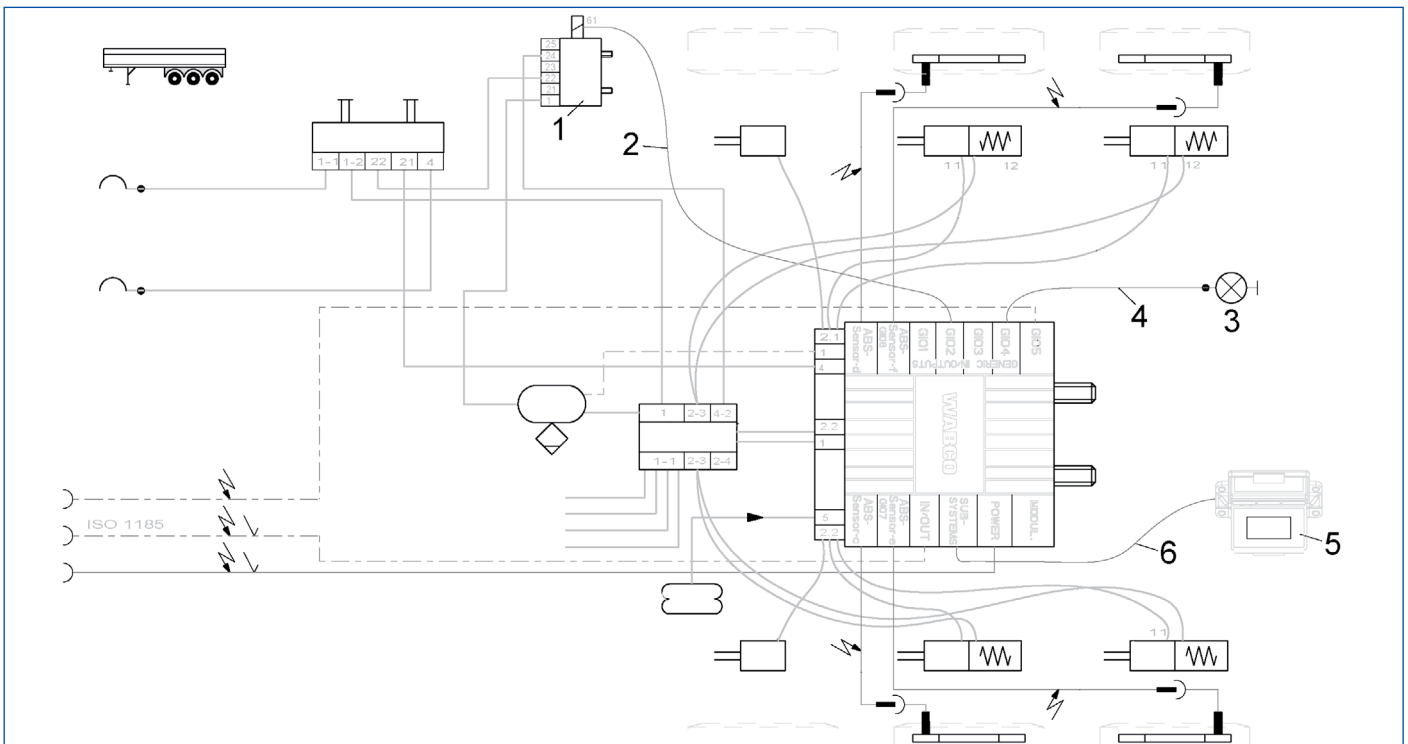 61
25
24
23
22
21
1
1
2
1-1 1-2 22 21 4
11 12
11 12
4
3
2.1
1
4
2.2
1
5
2.2
ABS-
Sensor-d
ABS-
Sensor-f
GIO6
GIO1
GIO2
GIO3
GIO4
GIO5
GENERIC IN-/OUTPUTS
WABCO
1 2-3 4-2
1-1 2-3 2-4
ISO 1185
ABS-
Sensor-c
ABS-
Sensor-e
GIO7
IN/OUT
SUB-
SYSTEMS
POWER
MODUL.
5
6
11